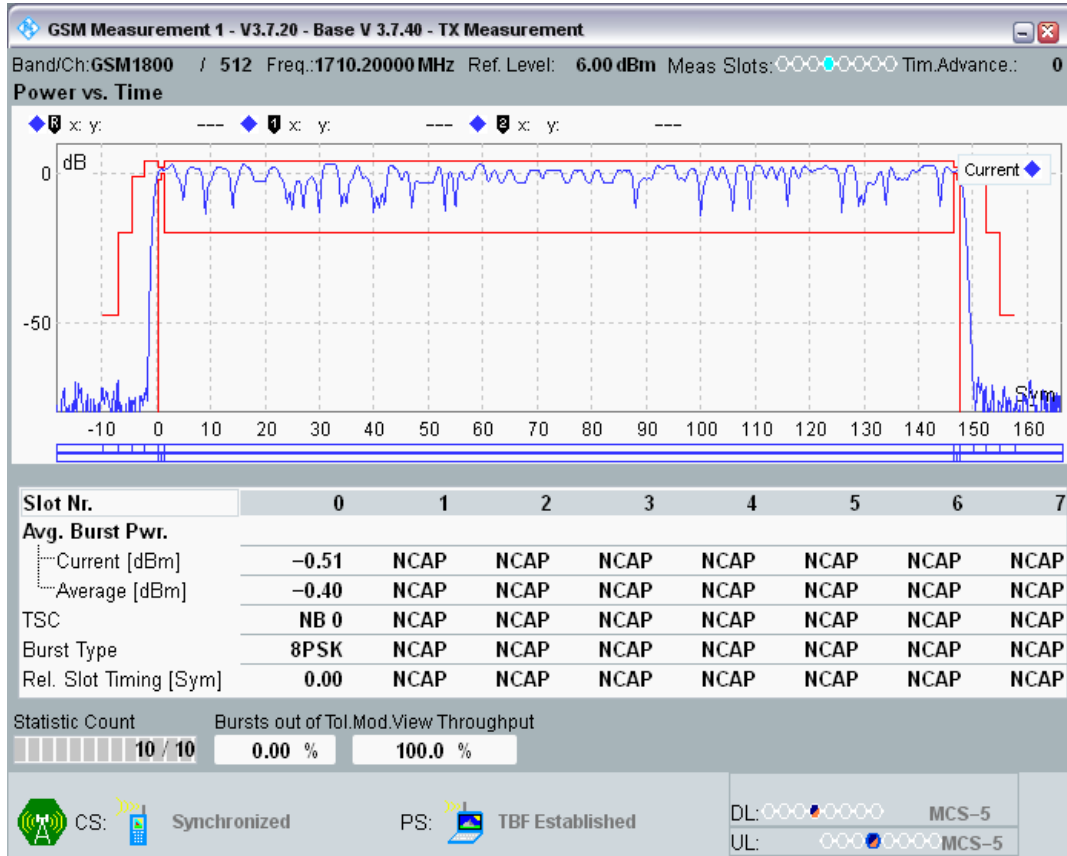 GSM Measurement 1 - V3.7.20 - Base V 3.7.40 - TX Measurement
Band/Ch:GSM1800 / 512 Freq.:1710.20000 MHz Ref. Level: 6.00 dBm Meas Slots: Tim.Advance.: 0
Power vs. Time
R x: y: --- 1 x: y: --- 2 x: y: ---
dB
Current
0
-50
Sym
-10 0 10 20 30 40 50 60 70 80 90 100 110 120 130 140 150 160
Slot Nr. 0 1 2 3 4 5 6 7
Avg. Burst Pwr.
Current [dBm] −0.51 NCAP NCAP NCAP NCAP NCAP NCAP NCAP
Average [dBm] −0.40 NCAP NCAP NCAP NCAP NCAP NCAP NCAP
TSC NB 0 NCAP NCAP NCAP NCAP NCAP NCAP NCAP
Burst Type 8PSK NCAP NCAP NCAP NCAP NCAP NCAP NCAP
Rel. Slot Timing [Sym] 0.00 NCAP NCAP NCAP NCAP NCAP NCAP NCAP
Statistic Count Bursts out of Tol.Mod.View Throughput
10 / 10 0.00 % 100.0 %
CS: Synchronized PS: TBF Established
DL: MCS−5
UL: MCS−5